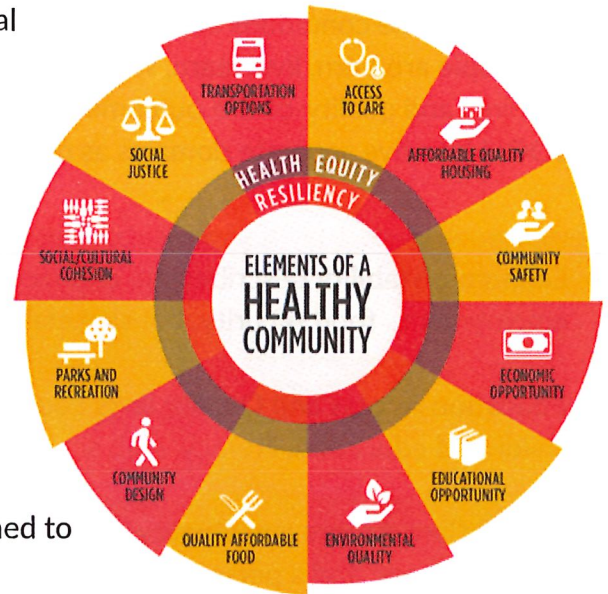 al
TRANSPORTATION
OPTIONS
ACCESS
TO CARE
AFFORDABLE QUALITY
HOUSING
SOCIAL
JUSTICE
HEALTH EQUITY
RESILIENCY
SOCIAL/CULTURAL
COHESION
COMMUNITY
SAFETY
ELEMENTS OF A
HEALTHY
COMMUNITY
PARKS AND
RECREATION
ECONOMIC
OPPORTUNITY
COMMUNITY
DESIGN
EDUCATIONAL
OPPORTUNITY
QUALITY AFFORDABLE
FOOD
ENVIRONMENTAL
QUALITY
ned to